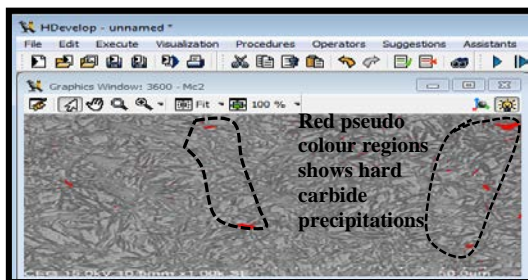 HDevelop - unnamed *
File Edit Execute Visualization Procedures Operators Suggestions Assistants
Graphics Window: 3600 - Mc2
Fit 100 %
Red pseudo
colour regions
shows hard
carbide
precipitations